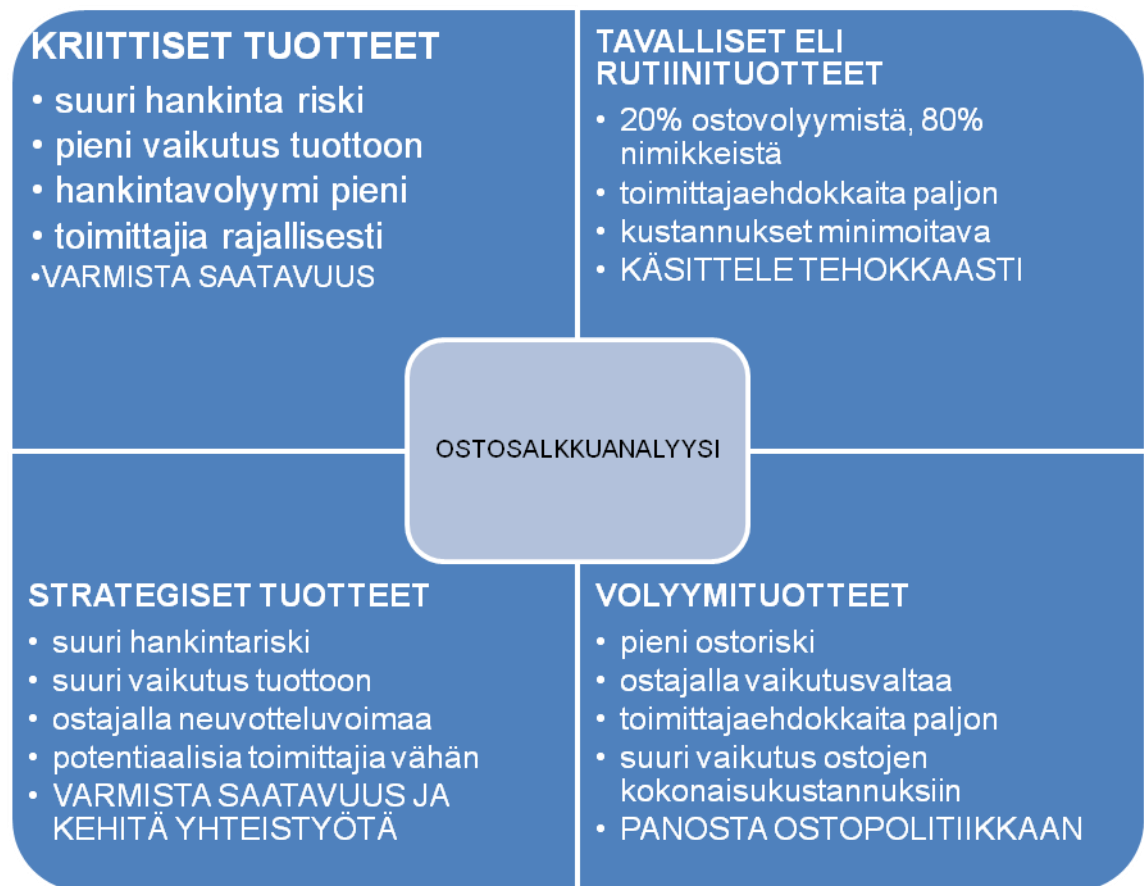 KRIITTISET TUOTTEET
• suuri hankinta riski
• pieni vaikutus tuottoon
• hankintavolyymi pieni
• toimittajia rajallisesti
•VARMISTA SAATAVUUS
TAVALLISET ELI
RUTIINITUOTTEET
• 20% ostovolyymistä, 80%
nimikkeistä
• toimittajaehdokkaita paljon
• kustannukset minimoitava
• KÄSITTELE TEHOKKAASTI
OSTOSALKKUANALYYSI
STRATEGISET TUOTTEET
• suuri hankintariski
• suuri vaikutus tuottoon
• ostajalla neuvotteluvoimaa
• potentiaalisia toimittajia vähän
• VARMISTA SAATAVUUS JA
KEHITÄ YHTEISTYÖTÄ
VOLYYMITUOTTEET
• pieni ostoriski
• ostajalla vaikutusvaltaa
• toimittajaehdokkaita paljon
• suuri vaikutus ostojen
kokonaisukustannuksiin
• PANOSTA OSTOPOLITIIKKAAN